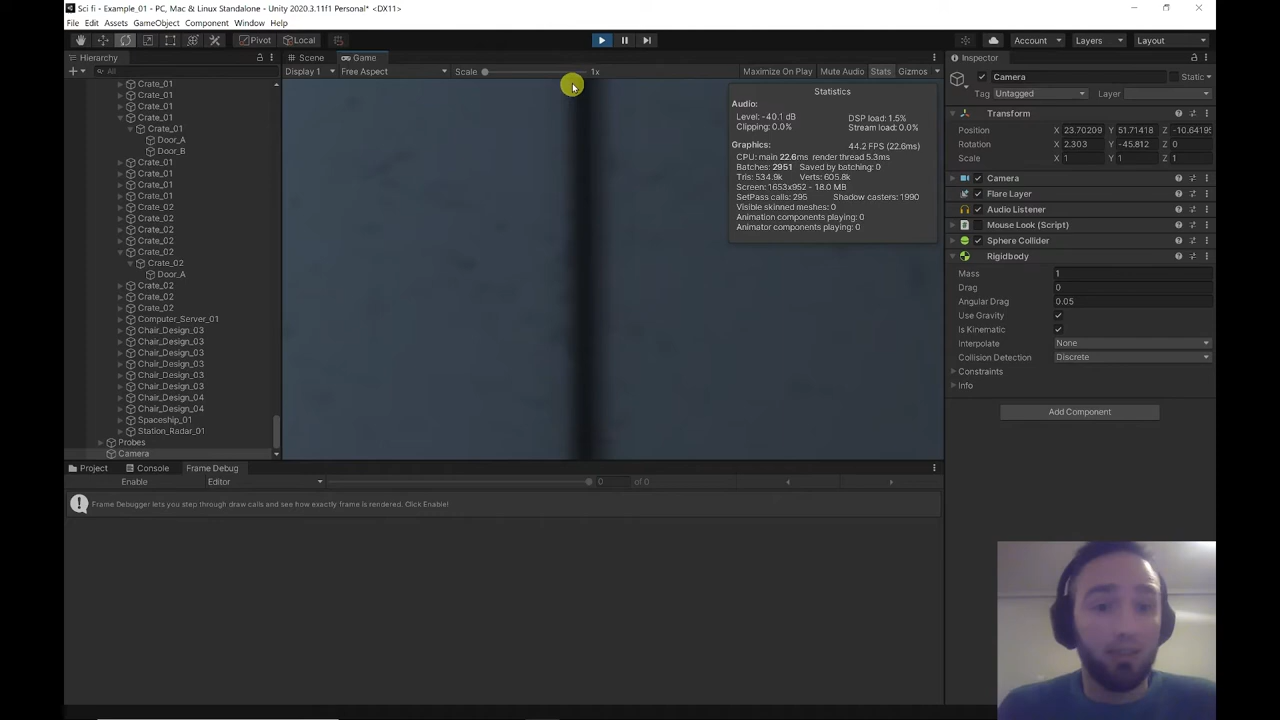 Sci fi - Example_01 - PC, Mac & Linux Standalone - Unity 2020.3.11f1 Personal* <DX11>
File Edit Assets GameObject Component Window Help
Pivot Local Account Layers Layout
Hierarchy
All
Crate_01
Crate_01
Crate_01
Crate_01
Crate_01
Door_A
Door_B
Crate_01
Crate_01
Crate_01
Crate_01
Crate_02
Crate_02
Crate_02
Crate_02
Crate_02
Crate_02
Door_A
Crate_02
Crate_02
Crate_02
Computer_Server_01
Chair_Design_03
Chair_Design_03
Chair_Design_03
Chair_Design_03
Chair_Design_03
Chair_Design_03
Chair_Design_04
Chair_Design_04
Spaceship_01
Station_Radar_01
Probes
Camera
Scene Game
Display 1 Free Aspect Scale 1x Maximize On Play Mute Audio Stats Gizmos
Statistics
Audio:
Level: -40.1 dB DSP load: 1.5%
Clipping: 0.0% Stream load: 0.0%
Graphics: 44.2 FPS (22.6ms)
CPU: main 22.6ms render thread 5.3ms
Batches: 2951 Saved by batching: 0
Tris: 534.9k Verts: 605.8k
Screen: 1653x952 - 18.0 MB
SetPass calls: 295 Shadow casters: 1990
Visible skinned meshes: 0
Animation components playing: 0
Animator components playing: 0
Project Console Frame Debug
Enable Editor 0 of 0
Frame Debugger lets you step through draw calls and see how exactly frame is rendered. Click Enable!
Inspector
Camera Static
Tag Untagged Layer
Transform
Position X 23.70209 Y 51.71418 Z -10.64195
Rotation X 2.303 Y -45.812 Z 0
Scale X 1 Y 1 Z 1
Camera
Flare Layer
Audio Listener
Mouse Look (Script)
Sphere Collider
Rigidbody
Mass 1
Drag 0
Angular Drag 0.05
Use Gravity
Is Kinematic
Interpolate None
Collision Detection Discrete
Constraints
Info
Add Component